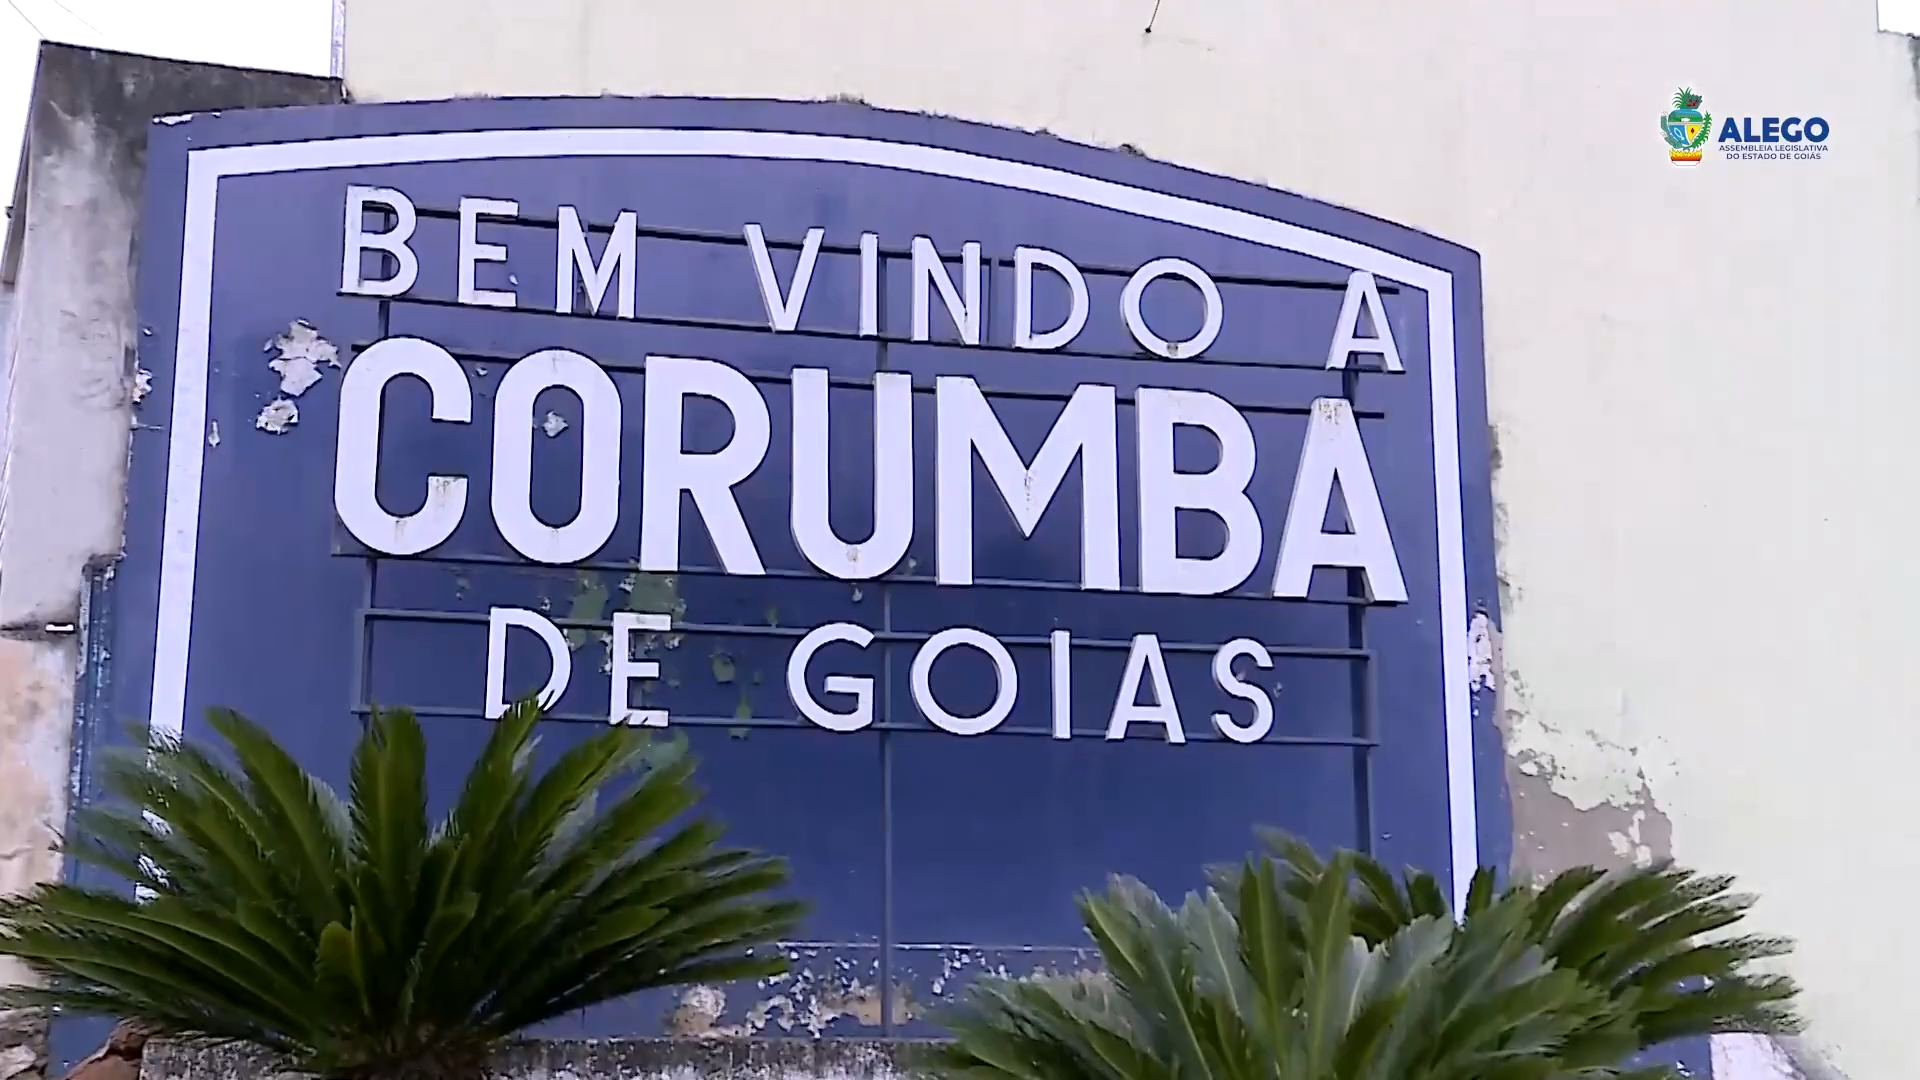 BEM VINDO A
CORUMBA
DE GOIAS
ALEGO
ASSEMBLEIA LEGISLATIVA
DO ESTADO DE GOIÁS